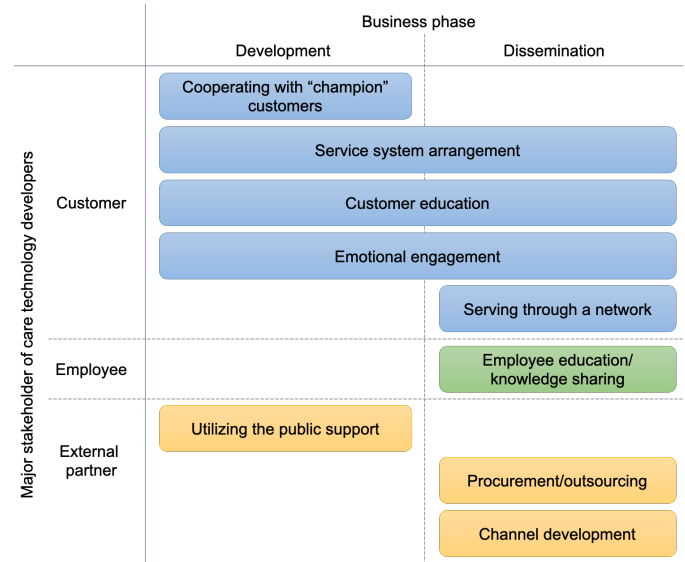 Business phase
Development
Dissemination
Major stakeholder of care technology developers
Customer
Cooperating with “champion”
customers
Service system arrangement
Customer education
Emotional engagement
Serving through a network
Employee
Employee education/
knowledge sharing
External
partner
Utilizing the public support
Procurement/outsourcing
Channel development